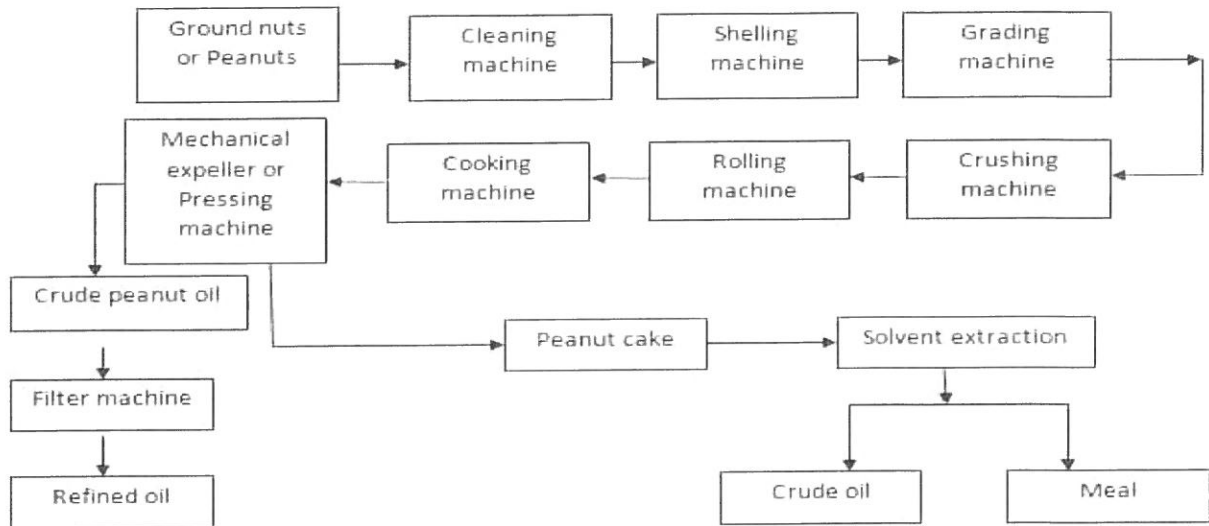 Ground nuts
or Peanuts
Cleaning
machine
Shelling
machine
Grading
machine
Mechanical
expeller or
Pressing
machine
Cooking
machine
Rolling
machine
Crushing
machine
Crude peanut oil
Peanut cake
Solvent extraction
Filter machine
Refined oil
Crude oil
Meal